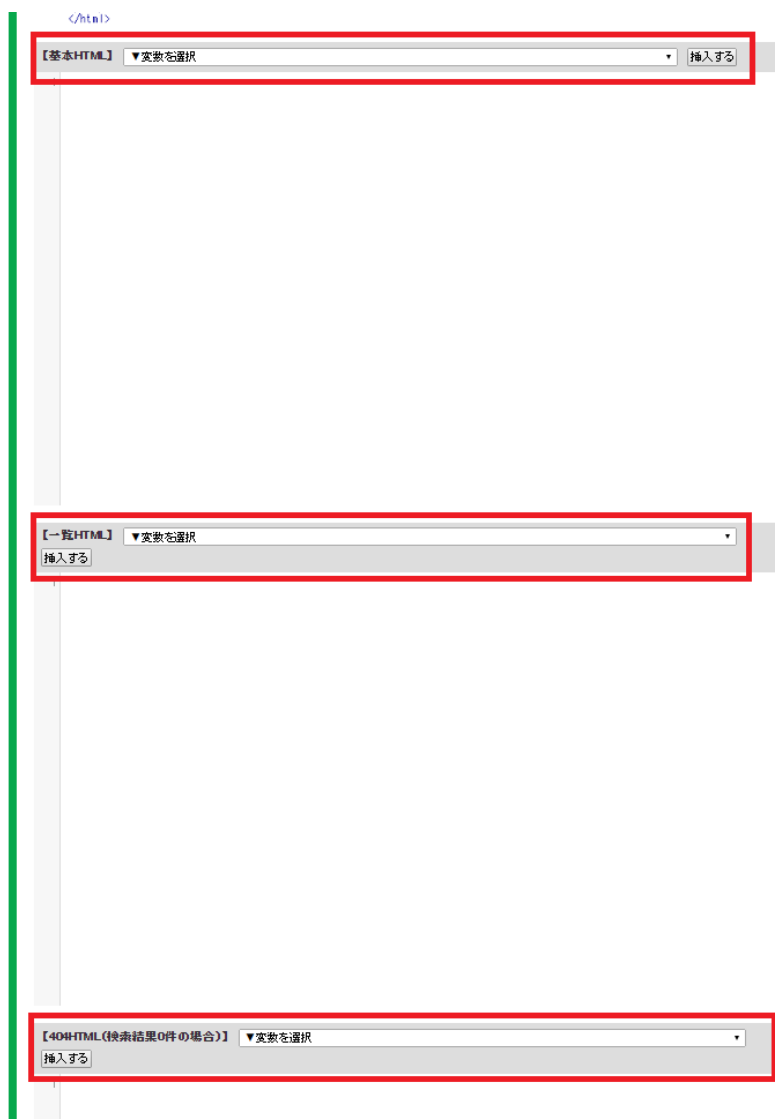 </html>
【基本HTML】 ▼変数を選択 ▼ 挿入する
【一覧HTML】 ▼変数を選択 ▼
挿入する
【404HTML(検索結果0件の場合)】 ▼変数を選択 ▼
挿入する